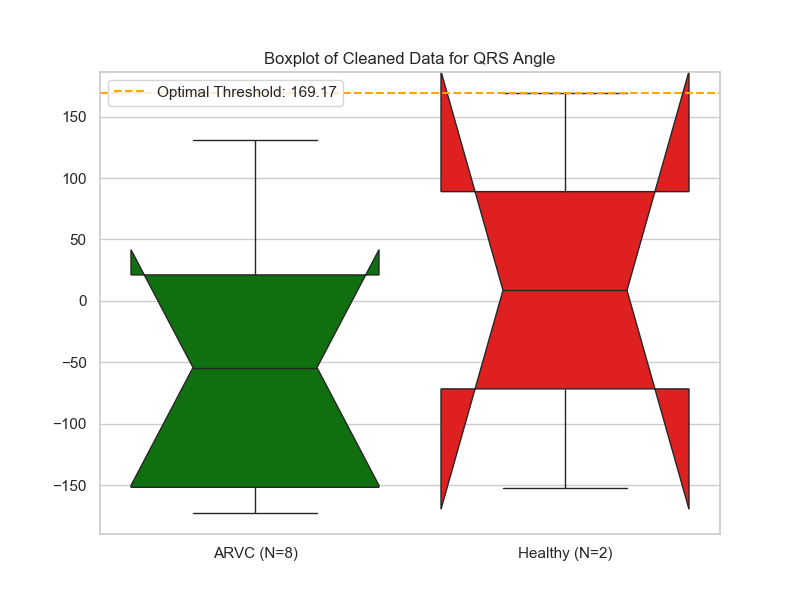 Boxplot of Cleaned Data for QRS Angle
Optimal Threshold: 169.17
150
100
50
0
−50
−100
−150
ARVC (N=8)
Healthy (N=2)